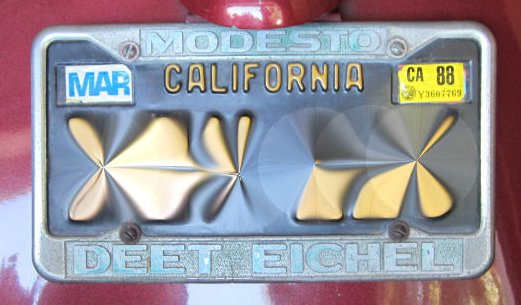 MODESTO
MAR CALIFORNIA CA 88
Y3607769
DEET EICHEL